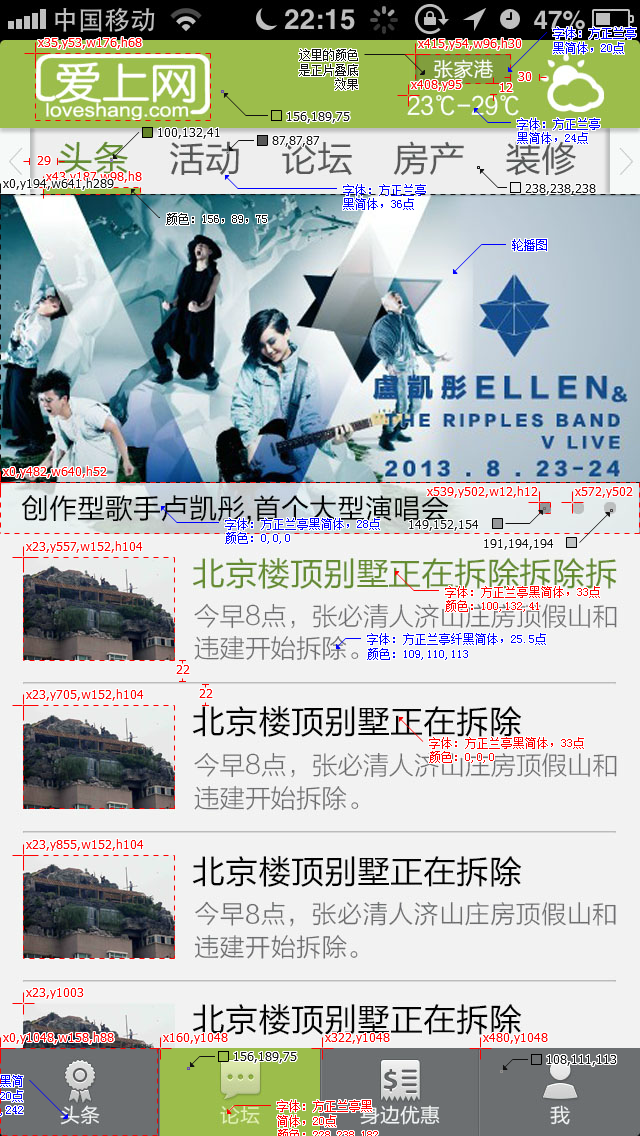 中国移动 22:15 47%
x35,y53,w176,h68
这里的颜色
是正片叠底
效果
x415,y54,w96,h30
字体：方正兰亭
黑简体，20点
爱上网
loveshang.com
张家港
30
12
x408,y95
23℃-29℃
156,189,75
字体：方正兰亭
黑简体，24点
100,132,41
87,87,87
29
头条 活动 论坛 房产 装修
x43,y187,w98,h8
x0,y194,w641,h289
字体：方正兰亭
黑简体，36点
238,238,238
颜色：156，89，75
轮播图
盧凱彤ELLEN&
THE RIPPLES BAND
V LIVE
2013.8.23-24
x0,y482,w640,h52
x539,y502,w12,h12
x572,y502
创作型歌手卢凯彤,首个大型演唱会
字体：方正兰亭黑简体，28点
颜色：0,0,0
149,152,154
191,194,194
x23,y557,w152,h104
北京楼顶别墅正在拆除拆除拆
字体：方正兰亭黑简体，33点
颜色：100,132,41
今早8点，张必清人济山庄房顶假山和
违建开始拆除。
字体：方正兰亭纤黑简体，25.5点
颜色：109,110,113
22
22
x23,y705,w152,h104
北京楼顶别墅正在拆除
字体：方正兰亭黑简体，33点
颜色：0,0,0
今早8点，张必清人济山庄房顶假山和
违建开始拆除。
x23,y855,w152,h104
北京楼顶别墅正在拆除
今早8点，张必清人济山庄房顶假山和
违建开始拆除。
x23,y1003
北京楼顶别墅正在拆除
x0,y1048,w158,h88
x160,y1048
x322,y1048
x480,y1048
156,189,75
108,111,113
黑简
20点
,242
字体：方正兰亭黑
简体，20点
颜色：228,238,182
头条 论坛 身边优惠 我